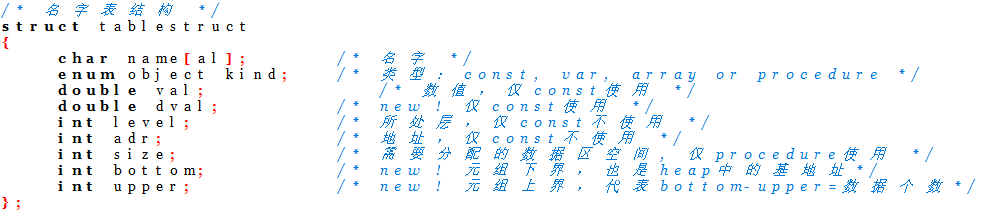 /* 名字表结构 */
struct tablestruct
{
char name[al]; /* 名字 */
enum object kind; /* 类型：const, var, array or procedure */
double val; /* 数值，仅const使用 */
double dval; /* new! 仅const使用 */
int level; /* 所处层，仅const不使用 */
int adr; /* 地址，仅const不使用 */
int size; /* 需要分配的数据区空间, 仅procedure使用 */
int bottom; /* new! 元组下界，也是heap中的基地址*/
int upper; /* new! 元组上界，代表bottom-upper=数据个数*/
};